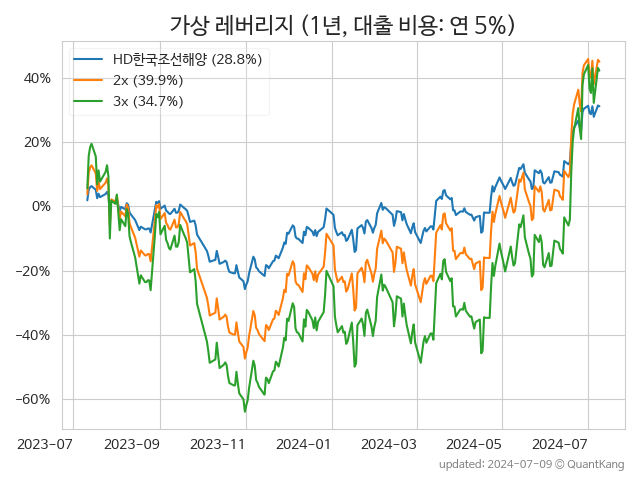 가상 레버리지 (1년, 대출 비용: 연 5%)
HD한국조선해양 (28.8%)
2x (39.9%)
3x (34.7%)
40%
20%
0%
−20%
−40%
−60%
2023-07 2023-09 2023-11 2024-01 2024-03 2024-05 2024-07
updated: 2024-07-09 © QuantKang